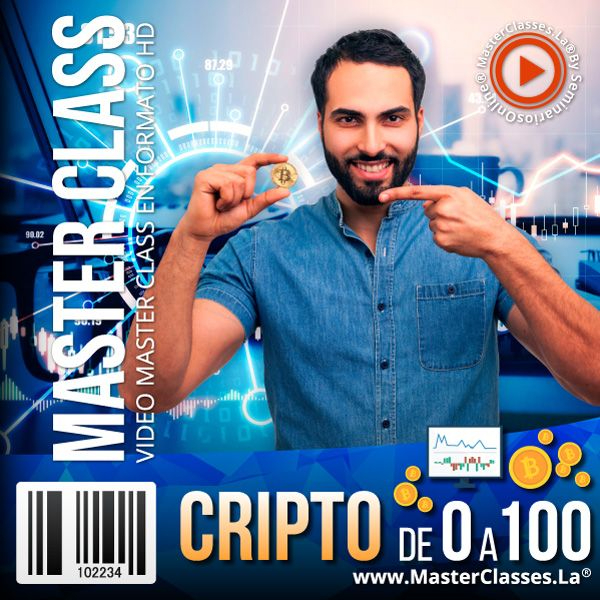 MASTER CLASS
VIDEO MASTER CLASS EN FORMATO HD
MasterClasses.La® By SeminariosOnline®
87.29
90.02
102234
CRIPTO DE 0 A 100
www.MasterClasses.La®